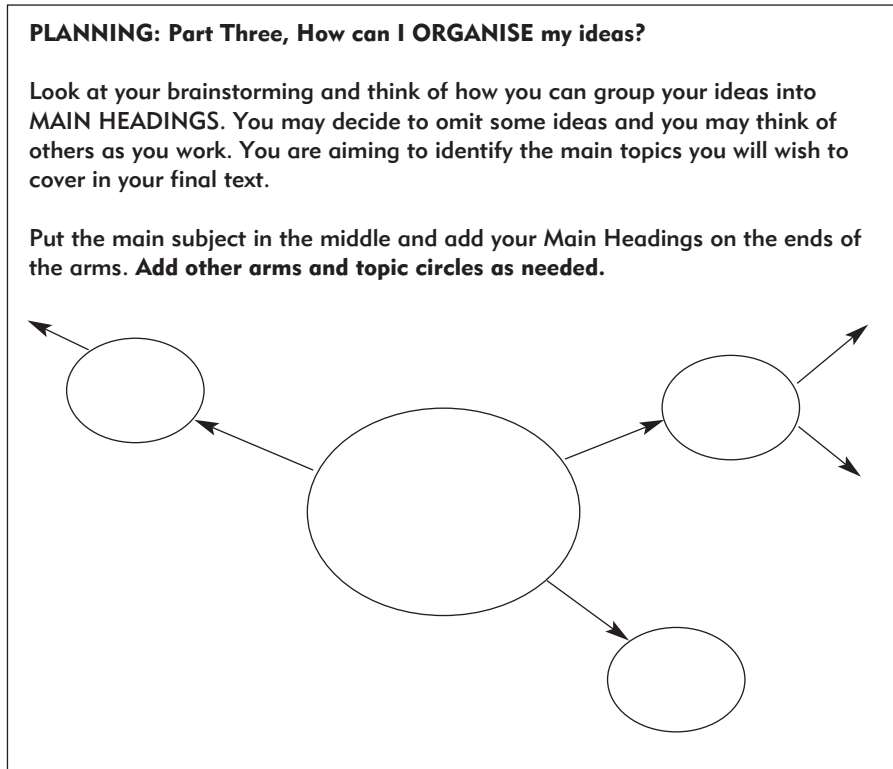 PLANNING: Part Three, How can I ORGANISE my ideas?
Look at your brainstorming and think of how you can group your ideas into
MAIN HEADINGS. You may decide to omit some ideas and you may think of
others as you work. You are aiming to identify the main topics you will wish to
cover in your final text.
Put the main subject in the middle and add your Main Headings on the ends of
the arms. Add other arms and topic circles as needed.